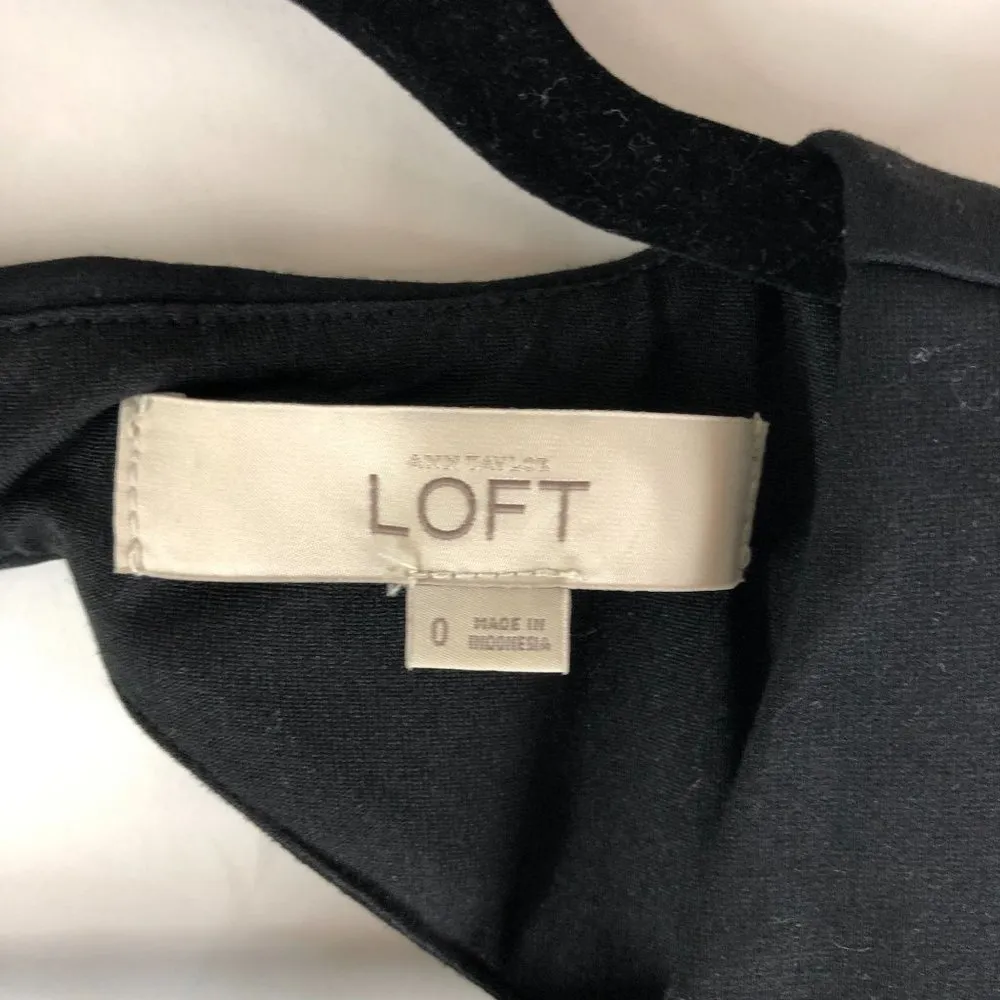 ANN TAYLOR
LOFT
0
MADE IN
INDONESIA